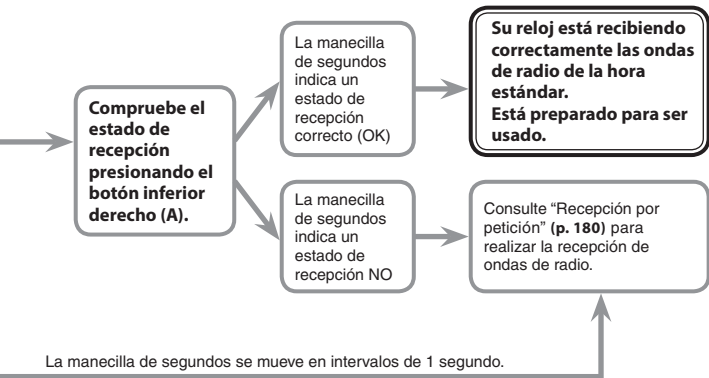 Compruebe el
estado de
recepción
presionando el
botón inferior
derecho (A).
La manecilla
de segundos
indica un
estado de
recepción
correcto (OK)
Su reloj está recibiendo
correctamente las ondas
de radio de la hora
estándar.
Está preparado para ser
usado.
La manecilla
de segundos
indica un
estado de
recepción NO
Consulte “Recepción por
petición” (p. 180) para
realizar la recepción de
ondas de radio.
La manecilla de segundos se mueve en intervalos de 1 segundo.